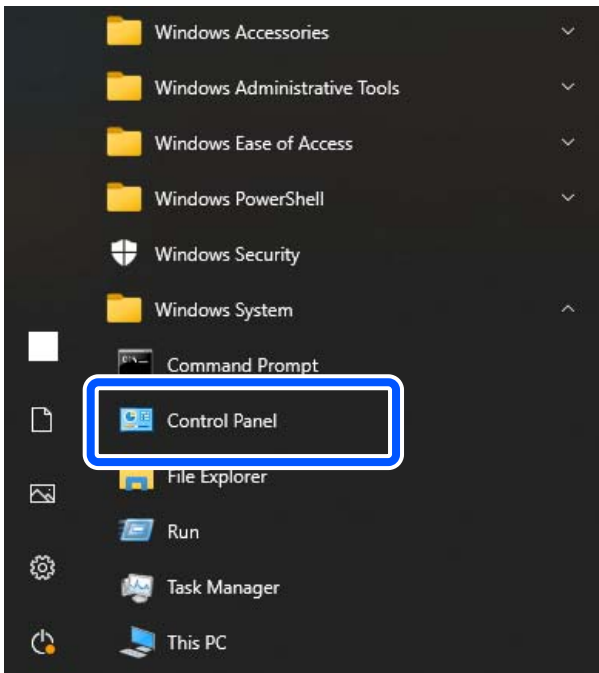 Windows Accessories
Windows Administrative Tools
Windows Ease of Access
Windows PowerShell
Windows Security
Windows System
Command Prompt
Control Panel
File Explorer
Run
Task Manager
This PC